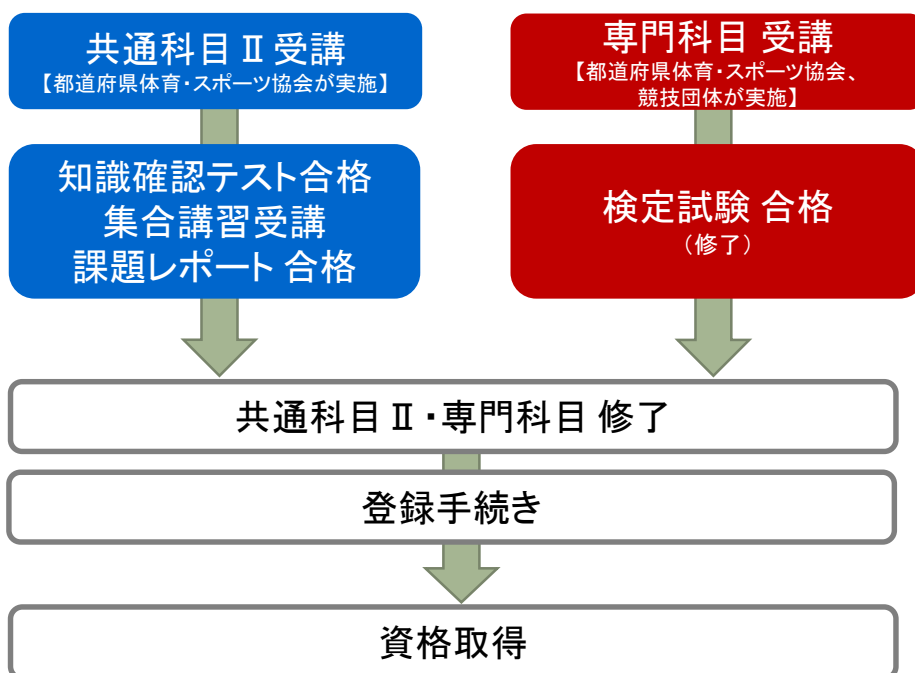 共通科目Ⅱ 受講
【都道府県体育・スポーツ協会が実施】
専門科目 受講
【都道府県体育・スポーツ協会、
競技団体が実施】
知識確認テスト合格
集合講習受講
課題レポート 合格
検定試験 合格
（修了）
共通科目Ⅱ・専門科目 修了
登録手続き
資格取得